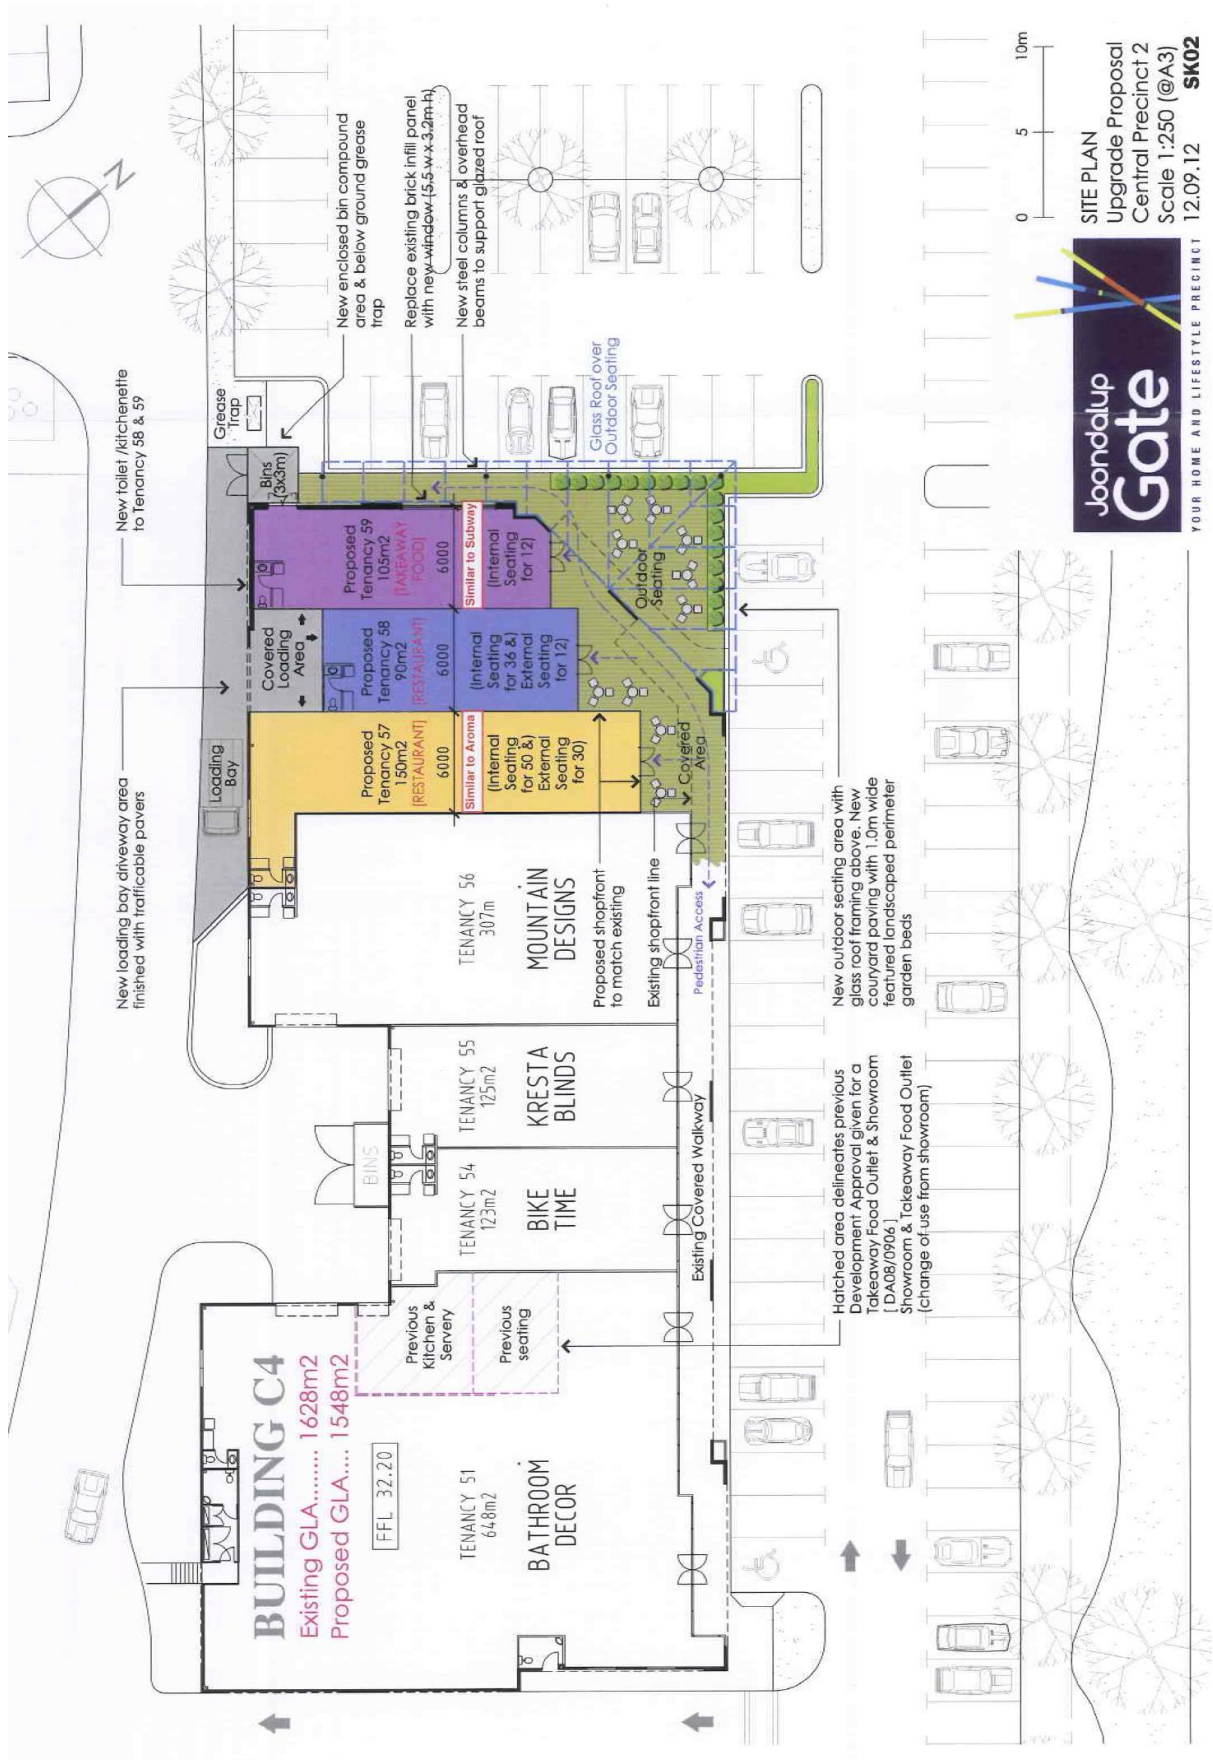 BUILDING C4
Existing GLA........ 1628m2
Proposed GLA.... 1548m2
FFL 32.20
TENANCY 51
648m2
BATHROOM
DECOR
Previous
Kitchen &
Servery
Previous
seating
TENANCY 54
123m2
BIKE
TIME
BINS
TENANCY 55
125m2
KRESTA
BLINDS
TENANCY 56
307m
MOUNTAIN
DESIGNS
New loading bay driveway area
finished with trafficable pavers
Loading
Bay
Proposed
Tenancy 57
150m2
[RESTAURANT]
6000
Similar to Aroma
(Internal
Seating
for 50 &)
External
Seating
for 30)
Covered
Loading
Area
Proposed
Tenancy 58
90m2
[RESTAURANT]
6000
(Internal
Seating
for 36 &)
External
Seating
for 12)
New toilet /kitchenette
to Tenancy 58 & 59
Proposed
Tenancy 59
105m2
[TAKEAWAY
FOOD]
6000
Similar to Subway
(Internal
Seating
for 12)
Bins
(3x3m)
Grease
Trap
New enclosed bin compound
area & below ground grease
trap
Replace existing brick infill panel
with new window (5.5 w x 3.2m h)
New steel columns & overhead
beams to support glazed roof
Glass Roof over
Outdoor Seating
Outdoor
Seating
Covered
Area
Proposed shopfront
to match existing
Existing shopfront line
Pedestrian Access
Existing Covered Walkway
Hatched area delineates previous
Development Approval given for a
Takeaway Food Outlet & Showroom
[ DA08/0906 ]
Showroom & Takeaway Food Outlet
(change of use from showroom)
New outdoor seating area with
glass roof framing above. New
couryard paving with 1.0m wide
featured landscaped perimeter
garden beds
N
Joondalup
Gate
YOUR HOME AND LIFESTYLE PRECINCT
0 5 10m
SITE PLAN
Upgrade Proposal
Central Precinct 2
Scale 1:250 (@A3)
12.09.12 SK02